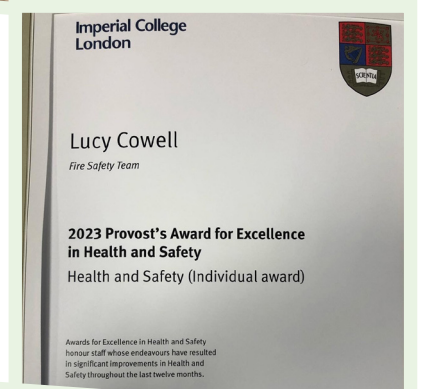 Imperial College
London
SCIENTIA
Lucy Cowell
Fire Safety Team
2023 Provost's Award for Excellence
in Health and Safety
Health and Safety (Individual award)
Awards for Excellence in Health and Safety
honour staff whose endeavours have resulted
in significant improvements in Health and
Safety throughout the last twelve months.